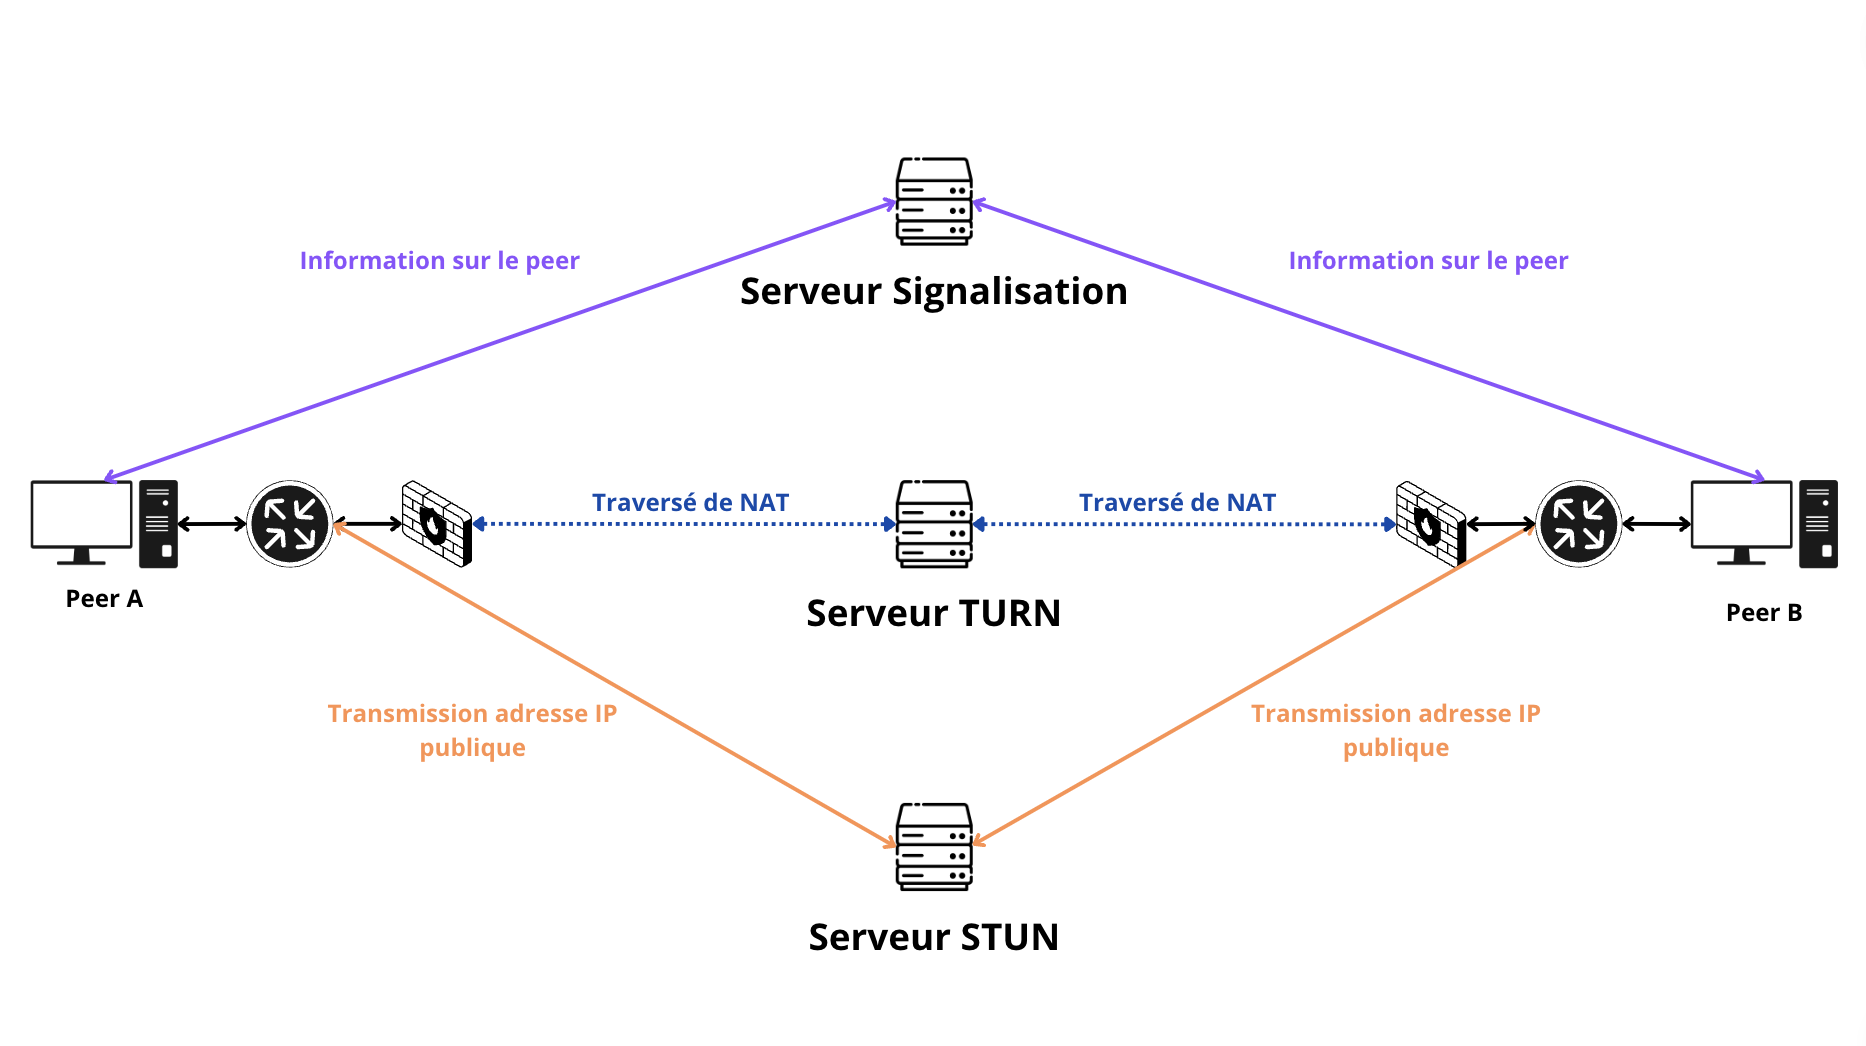 Information sur le peer
Information sur le peer
Serveur Signalisation
Traversé de NAT
Traversé de NAT
Peer A
Serveur TURN
Peer B
Transmission adresse IP
publique
Transmission adresse IP
publique
Serveur STUN